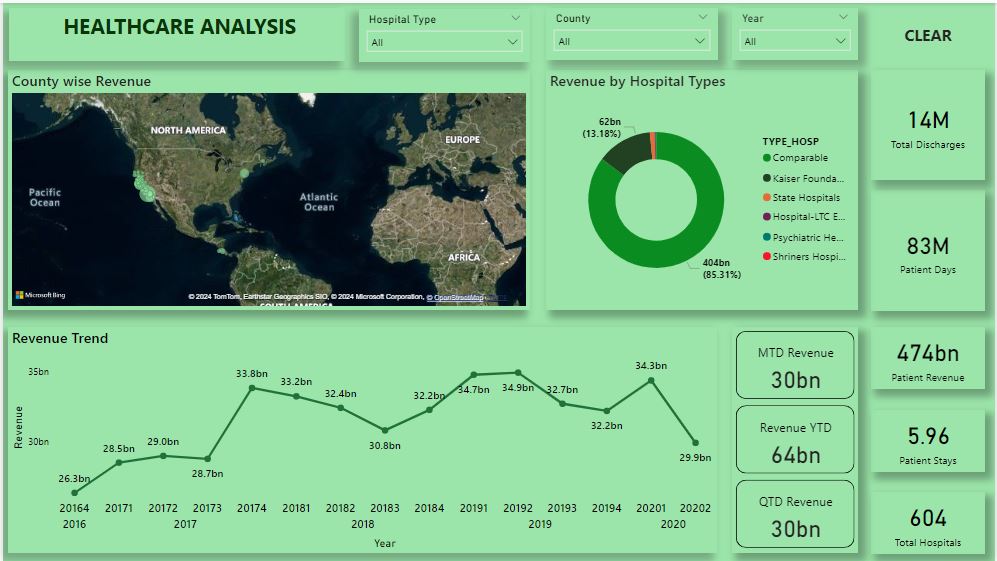 HEALTHCARE ANALYSIS
Hospital Type
All
County
All
Year
All
CLEAR
County wise Revenue
NORTH AMERICA
EUROPE
Pacific
Ocean
Atlantic
Ocean
AFRICA
SOUTH AMERICA
Microsoft Bing
© 2024 TomTom, Earthstar Geographics SIO, © 2024 Microsoft Corporation, © OpenStreetMap
Revenue by Hospital Types
62bn
(13.18%)
404bn
(85.31%)
TYPE_HOSP
Comparable
Kaiser Founda...
State Hospitals
Hospital-LTC E...
Psychiatric He...
Shriners Hospi...
14M
Total Discharges
83M
Patient Days
Revenue Trend
Revenue
35bn
30bn
26.3bn
28.5bn
29.0bn
28.7bn
33.8bn
33.2bn
32.4bn
30.8bn
32.2bn
34.7bn
34.9bn
32.7bn
32.2bn
34.3bn
29.9bn
20164 20171 20172 20173 20174 20181 20182 20183 20184 20191 20192 20193 20194 20201 20202
2016 2017 2018 2019 2020
Year
MTD Revenue
30bn
Revenue YTD
64bn
QTD Revenue
30bn
474bn
Patient Revenue
5.96
Patient Stays
604
Total Hospitals